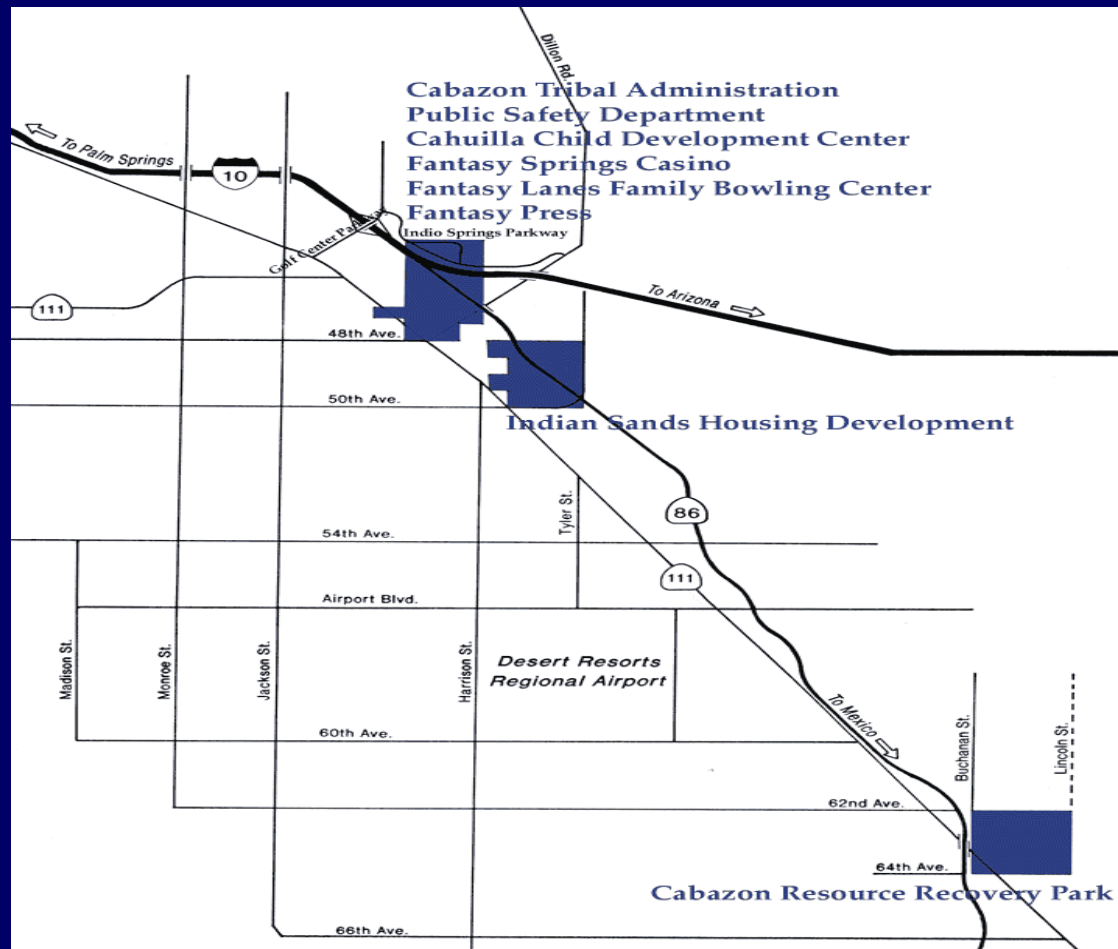 Dillon Rd.
Cabazon Tribal Administration
Public Safety Department
Cahuilla Child Development Center
Fantasy Springs Casino
Fantasy Lanes Family Bowling Center
Fantasy Press
Indio Springs Parkway
To Palm Springs
10
Golf Center Parkway
To Arizona
111
48th Ave.
50th Ave.
Indian Sands Housing Development
86
Tyler St.
54th Ave.
111
Airport Blvd.
Madison St.
Monroe St.
Jackson St.
Harrison St.
Desert Resorts
Regional Airport
To Mexico
Buchanan St.
Lincoln St.
60th Ave.
62nd Ave.
64th Ave.
Cabazon Resource Recovery Park
66th Ave.